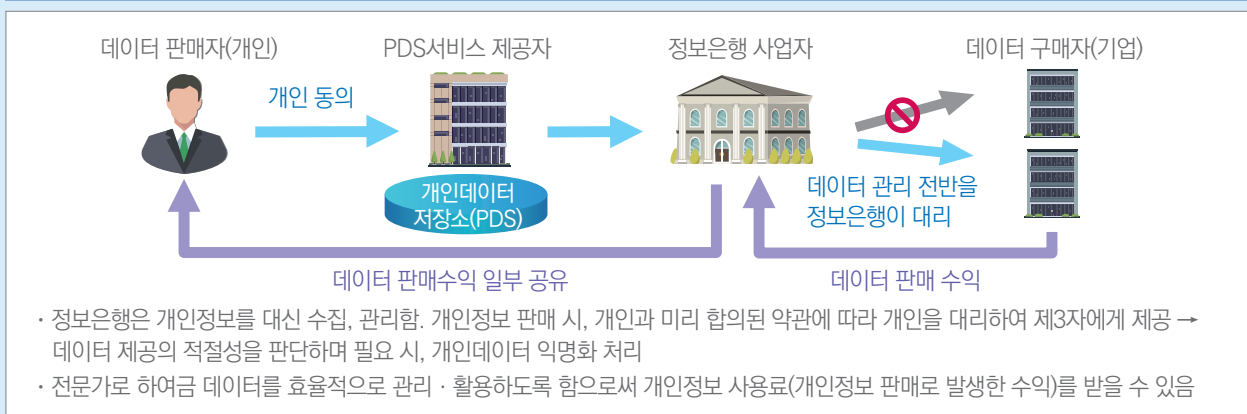 데이터 판매자(개인)
PDS서비스 제공자
정보은행 사업자
데이터 구매자(기업)
개인 동의
개인데이터
저장소(PDS)
데이터 관리 전반을
정보은행이 대리
데이터 판매수익 일부 공유
데이터 판매 수익
· 정보은행은 개인정보를 대신 수집, 관리함. 개인정보 판매 시, 개인과 미리 합의된 약관에 따라 개인을 대리하여 제3자에게 제공 →
데이터 제공의 적절성을 판단하며 필요 시, 개인데이터 익명화 처리
· 전문가로 하여금 데이터를 효율적으로 관리 · 활용하도록 함으로써 개인정보 사용료(개인정보 판매로 발생한 수익)를 받을 수 있음